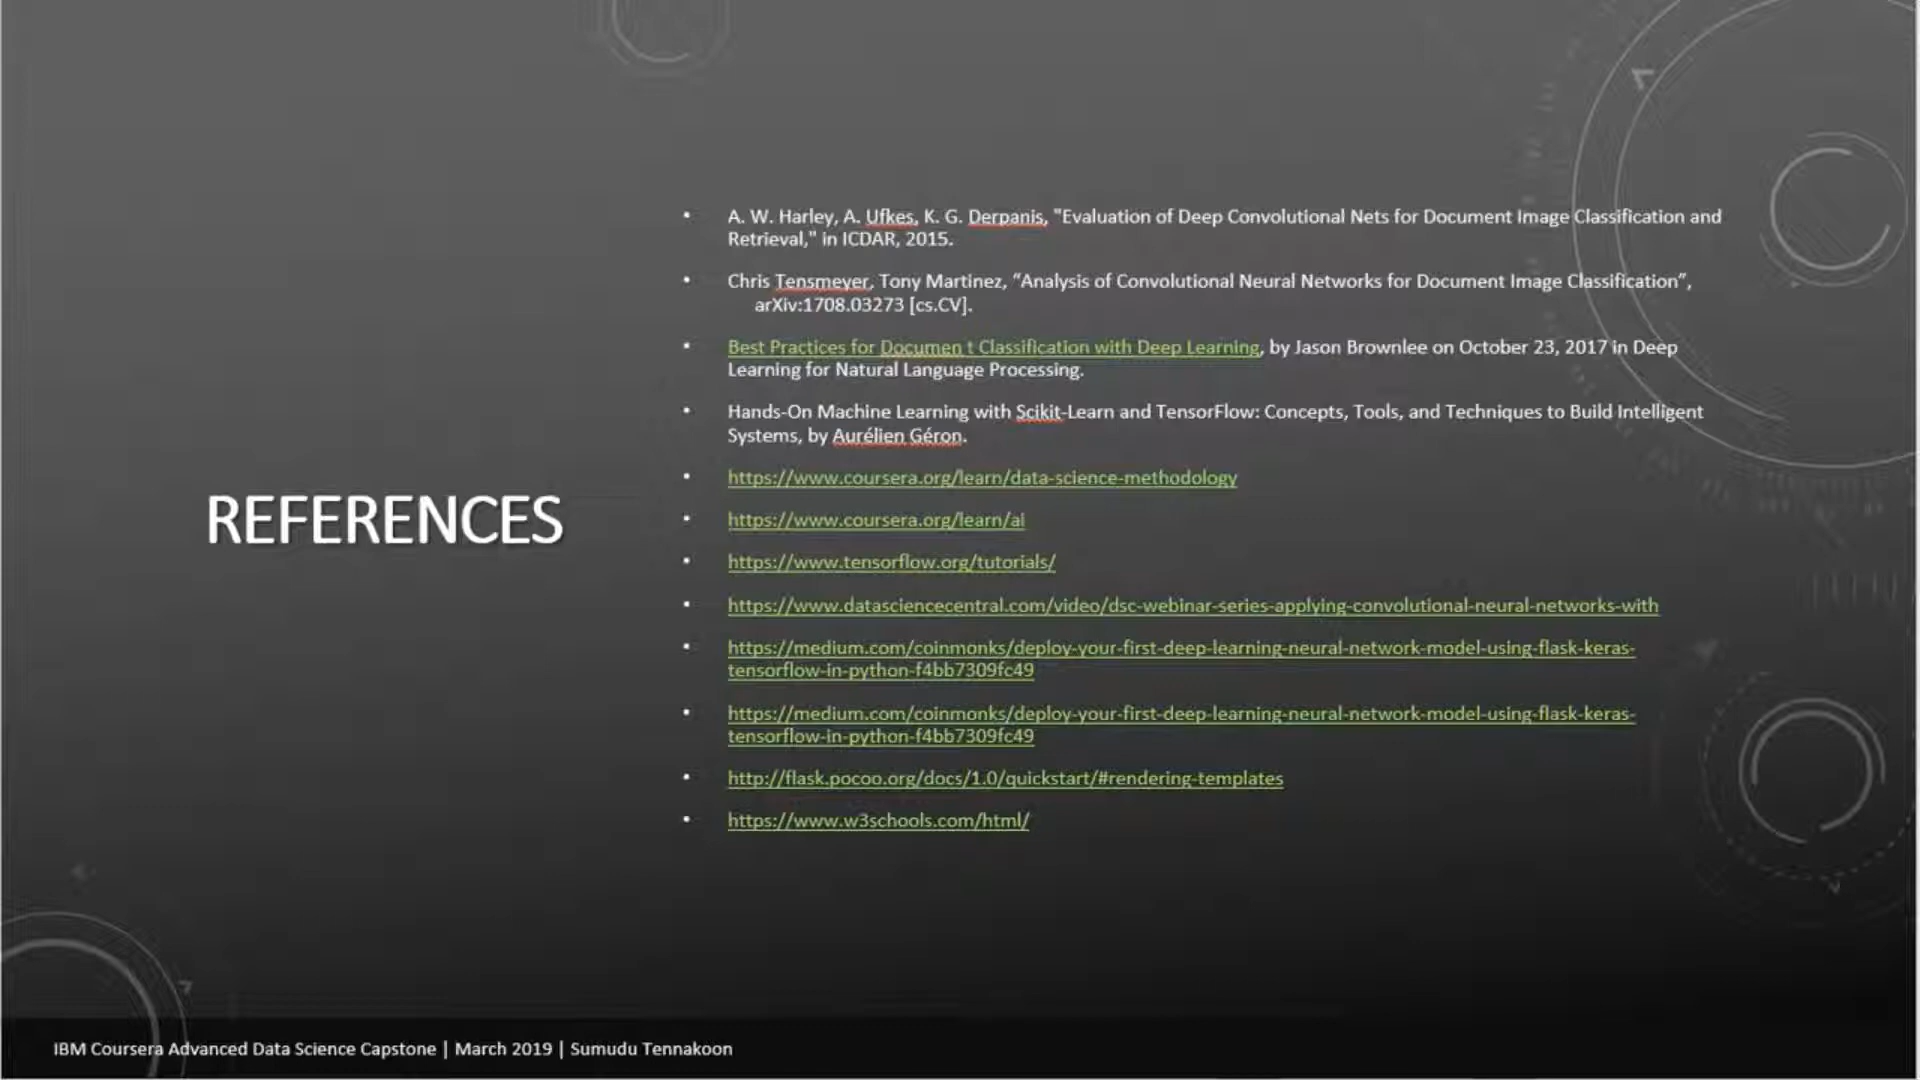 REFERENCES
A. W. Harley, A. Ufkes, K. G. Derpanis, "Evaluation of Deep Convolutional Nets for Document Image Classification and
Retrieval," in ICDAR, 2015.
Chris Tensmeyer, Tony Martinez, “Analysis of Convolutional Neural Networks for Document Image Classification”,
arXiv:1708.03273 [cs.CV].
Best Practices for Documen t Classification with Deep Learning, by Jason Brownlee on October 23, 2017 in Deep
Learning for Natural Language Processing.
Hands-On Machine Learning with Scikit-Learn and TensorFlow: Concepts, Tools, and Techniques to Build Intelligent
Systems, by Aurélien Géron.
https://www.coursera.org/learn/data-science-methodology
https://www.coursera.org/learn/ai
https://www.tensorflow.org/tutorials/
https://www.datasciencecentral.com/video/dsc-webinar-series-applying-convolutional-neural-networks-with
https://medium.com/coinmonks/deploy-your-first-deep-learning-neural-network-model-using-flask-keras-
tensorflow-in-python-f4bb7309fc49
https://medium.com/coinmonks/deploy-your-first-deep-learning-neural-network-model-using-flask-keras-
tensorflow-in-python-f4bb7309fc49
http://flask.pocoo.org/docs/1.0/quickstart/#rendering-templates
https://www.w3schools.com/html/
IBM Coursera Advanced Data Science Capstone | March 2019 | Sumudu Tennakoon